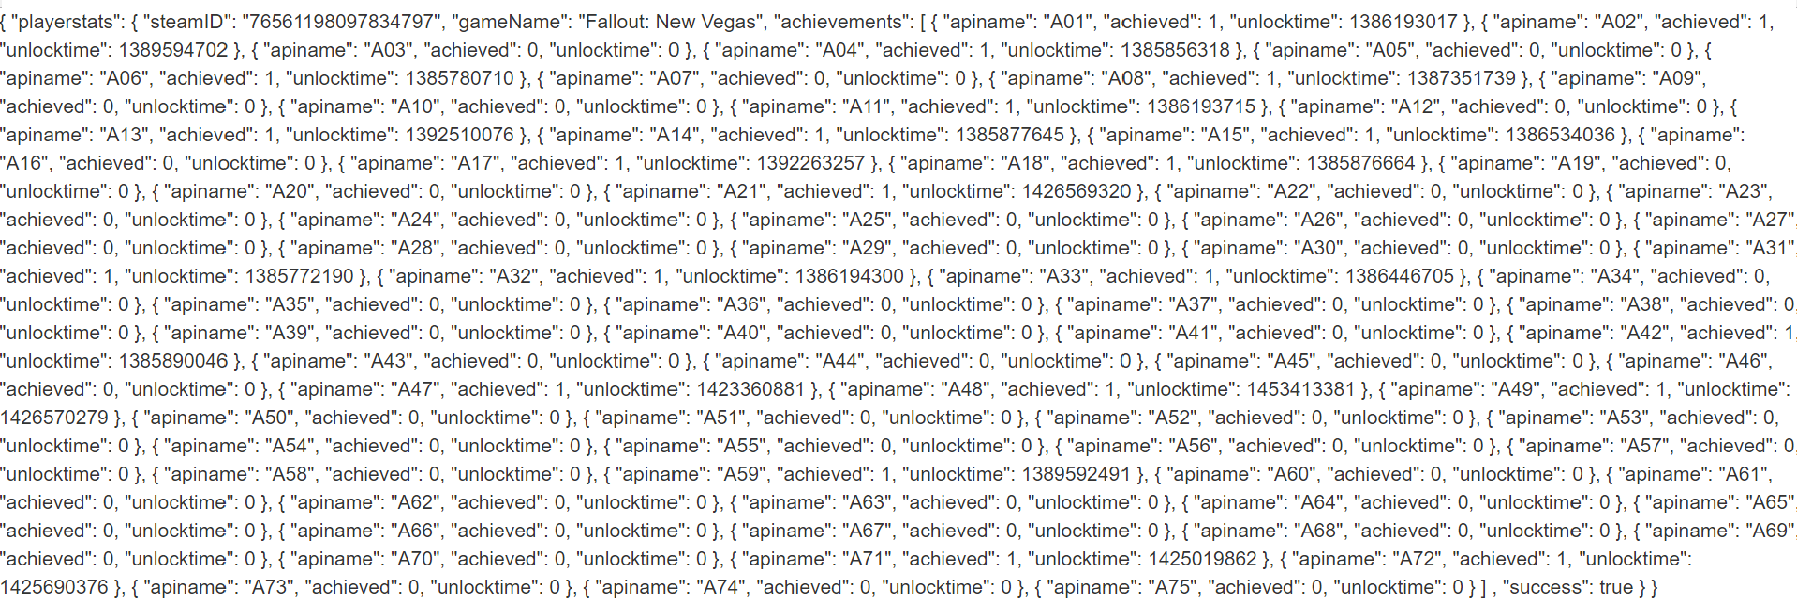 { "playerstats": { "steamID": "76561198097834797", "gameName": "Fallout: New Vegas", "achievements": [ { "apiname": "A01", "achieved": 1, "unlocktime": 1386193017 }, { "apiname": "A02", "achieved": 1,
"unlocktime": 1389594702 }, { "apiname": "A03", "achieved": 0, "unlocktime": 0 }, { "apiname": "A04", "achieved": 1, "unlocktime": 1385856318 }, { "apiname": "A05", "achieved": 0, "unlocktime": 0 }, {
"apiname": "A06", "achieved": 1, "unlocktime": 1385780710 }, { "apiname": "A07", "achieved": 0, "unlocktime": 0 }, { "apiname": "A08", "achieved": 1, "unlocktime": 1387351739 }, { "apiname": "A09",
"achieved": 0, "unlocktime": 0 }, { "apiname": "A10", "achieved": 0, "unlocktime": 0 }, { "apiname": "A11", "achieved": 1, "unlocktime": 1386193715 }, { "apiname": "A12", "achieved": 0, "unlocktime": 0 }, {
"apiname": "A13", "achieved": 1, "unlocktime": 1392510076 }, { "apiname": "A14", "achieved": 1, "unlocktime": 1385877645 }, { "apiname": "A15", "achieved": 1, "unlocktime": 1386534036 }, { "apiname":
"A16", "achieved": 0, "unlocktime": 0 }, { "apiname": "A17", "achieved": 1, "unlocktime": 1392263257 }, { "apiname": "A18", "achieved": 1, "unlocktime": 1385876664 }, { "apiname": "A19", "achieved": 0,
"unlocktime": 0 }, { "apiname": "A20", "achieved": 0, "unlocktime": 0 }, { "apiname": "A21", "achieved": 1, "unlocktime": 1426569320 }, { "apiname": "A22", "achieved": 0, "unlocktime": 0 }, { "apiname": "A23",
"achieved": 0, "unlocktime": 0 }, { "apiname": "A24", "achieved": 0, "unlocktime": 0 }, { "apiname": "A25", "achieved": 0, "unlocktime": 0 }, { "apiname": "A26", "achieved": 0, "unlocktime": 0 }, { "apiname": "A27",
"achieved": 0, "unlocktime": 0 }, { "apiname": "A28", "achieved": 0, "unlocktime": 0 }, { "apiname": "A29", "achieved": 0, "unlocktime": 0 }, { "apiname": "A30", "achieved": 0, "unlocktime": 0 }, { "apiname": "A31",
"achieved": 1, "unlocktime": 1385772190 }, { "apiname": "A32", "achieved": 1, "unlocktime": 1386194300 }, { "apiname": "A33", "achieved": 1, "unlocktime": 1386446705 }, { "apiname": "A34", "achieved": 0,
"unlocktime": 0 }, { "apiname": "A35", "achieved": 0, "unlocktime": 0 }, { "apiname": "A36", "achieved": 0, "unlocktime": 0 }, { "apiname": "A37", "achieved": 0, "unlocktime": 0 }, { "apiname": "A38", "achieved": 0,
"unlocktime": 0 }, { "apiname": "A39", "achieved": 0, "unlocktime": 0 }, { "apiname": "A40", "achieved": 0, "unlocktime": 0 }, { "apiname": "A41", "achieved": 0, "unlocktime": 0 }, { "apiname": "A42", "achieved": 1,
"unlocktime": 1385890046 }, { "apiname": "A43", "achieved": 0, "unlocktime": 0 }, { "apiname": "A44", "achieved": 0, "unlocktime": 0 }, { "apiname": "A45", "achieved": 0, "unlocktime": 0 }, { "apiname": "A46",
"achieved": 0, "unlocktime": 0 }, { "apiname": "A47", "achieved": 1, "unlocktime": 1423360881 }, { "apiname": "A48", "achieved": 1, "unlocktime": 1453413381 }, { "apiname": "A49", "achieved": 1, "unlocktime":
1426570279 }, { "apiname": "A50", "achieved": 0, "unlocktime": 0 }, { "apiname": "A51", "achieved": 0, "unlocktime": 0 }, { "apiname": "A52", "achieved": 0, "unlocktime": 0 }, { "apiname": "A53", "achieved": 0,
"unlocktime": 0 }, { "apiname": "A54", "achieved": 0, "unlocktime": 0 }, { "apiname": "A55", "achieved": 0, "unlocktime": 0 }, { "apiname": "A56", "achieved": 0, "unlocktime": 0 }, { "apiname": "A57", "achieved": 0,
"unlocktime": 0 }, { "apiname": "A58", "achieved": 0, "unlocktime": 0 }, { "apiname": "A59", "achieved": 1, "unlocktime": 1389592491 }, { "apiname": "A60", "achieved": 0, "unlocktime": 0 }, { "apiname": "A61",
"achieved": 0, "unlocktime": 0 }, { "apiname": "A62", "achieved": 0, "unlocktime": 0 }, { "apiname": "A63", "achieved": 0, "unlocktime": 0 }, { "apiname": "A64", "achieved": 0, "unlocktime": 0 }, { "apiname": "A65",
"achieved": 0, "unlocktime": 0 }, { "apiname": "A66", "achieved": 0, "unlocktime": 0 }, { "apiname": "A67", "achieved": 0, "unlocktime": 0 }, { "apiname": "A68", "achieved": 0, "unlocktime": 0 }, { "apiname": "A69",
"achieved": 0, "unlocktime": 0 }, { "apiname": "A70", "achieved": 0, "unlocktime": 0 }, { "apiname": "A71", "achieved": 1, "unlocktime": 1425019862 }, { "apiname": "A72", "achieved": 1, "unlocktime":
1425690376 }, { "apiname": "A73", "achieved": 0, "unlocktime": 0 }, { "apiname": "A74", "achieved": 0, "unlocktime": 0 }, { "apiname": "A75", "achieved": 0, "unlocktime": 0 } ] , "success": true } }